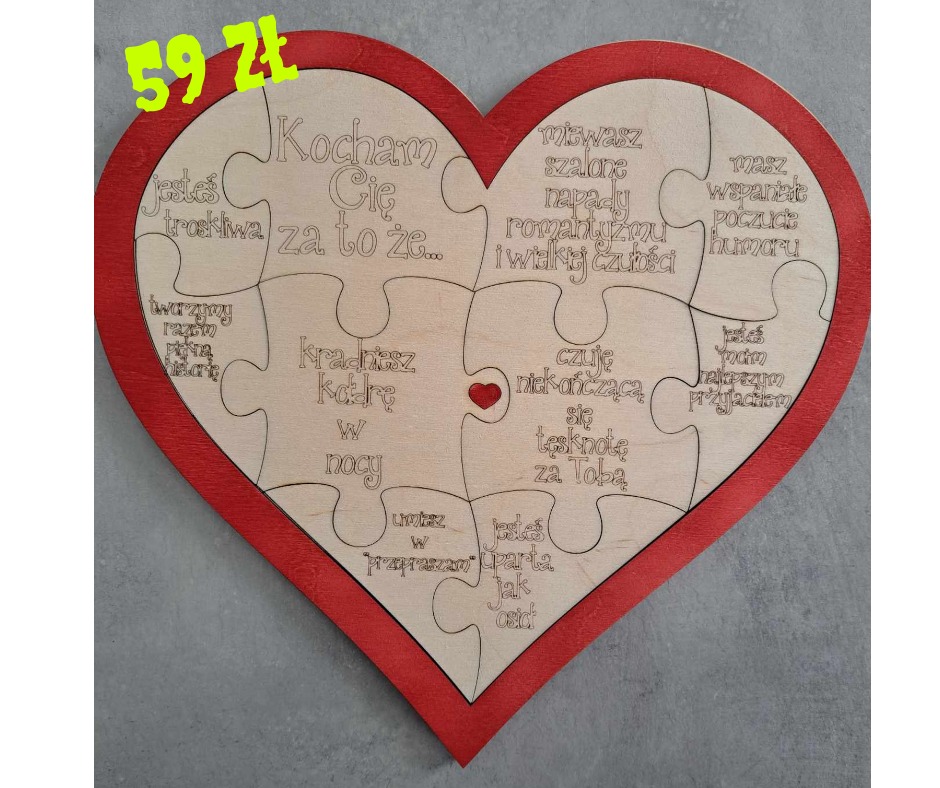 59 ZŁ
jesteś
troskliwa
Kocham
Cię
za to że...
miewasz
szalone
napady
romantyzmu
i wielkiej czułości
masz
wspaniałe
poczucie
humoru
tworzymy
razem
piękną
historię
kradniesz
kołdrę
w
nocy
czuję
niekończącą
się
tęsknotę
za Tobą
jesteś
moim
najlepszym
przyjacielem
umiesz
w
"przepraszam"
jesteś
uparta
jak
osioł